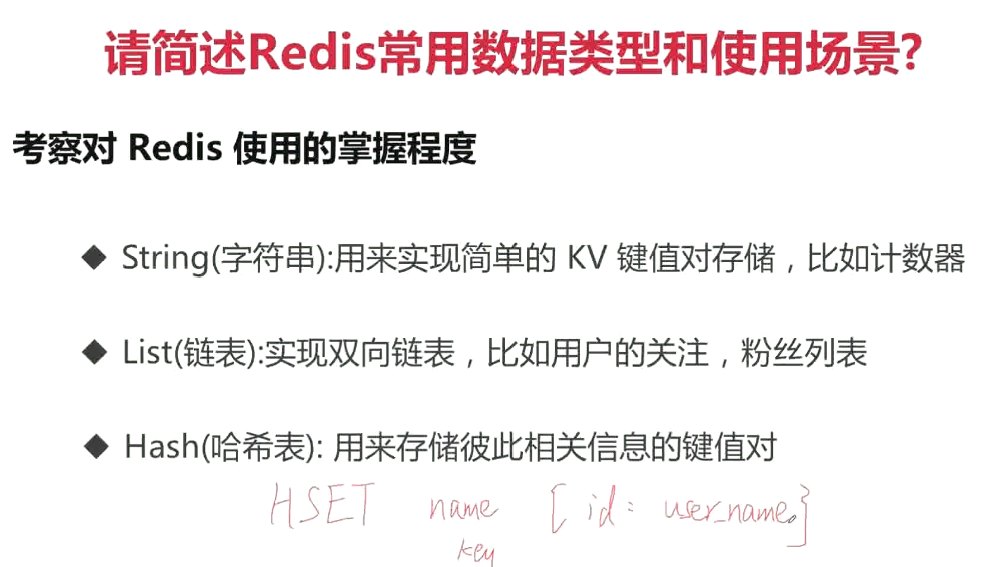 请简述Redis常用数据类型和使用场景?
考察对 Redis 使用的掌握程度
◆ String(字符串):用来实现简单的 KV 键值对存储，比如计数器
◆ List(链表):实现双向链表，比如用户的关注，粉丝列表
◆ Hash(哈希表): 用来存储彼此相关信息的键值对
HSET name [ id: user_name ]
key